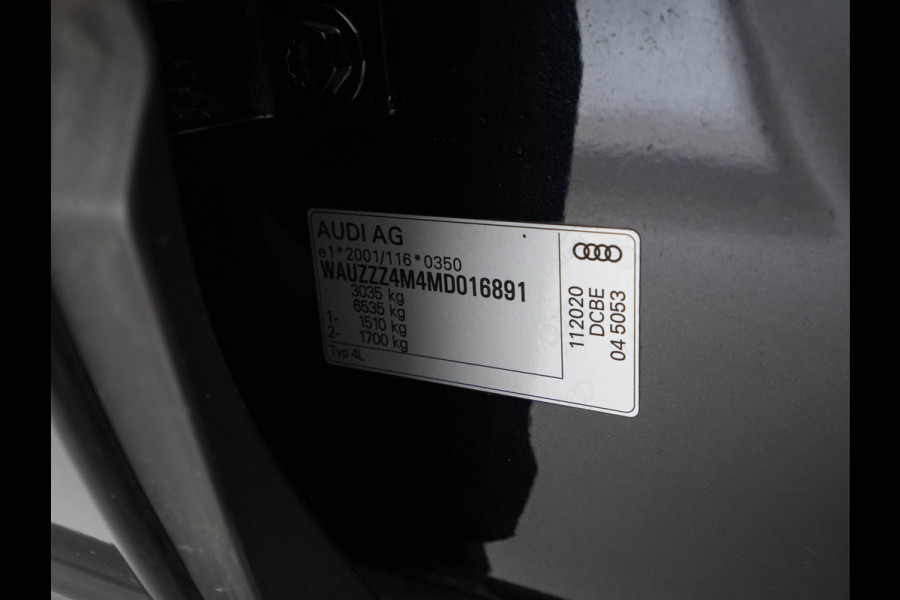 AUDI AG
e1*2001/116*0350
WAUZZZ4M4MD016891
3035 kg
6535 kg
1- 1510 kg
2- 1700 kg
Typ 4L
112020
DCBE
04 5053